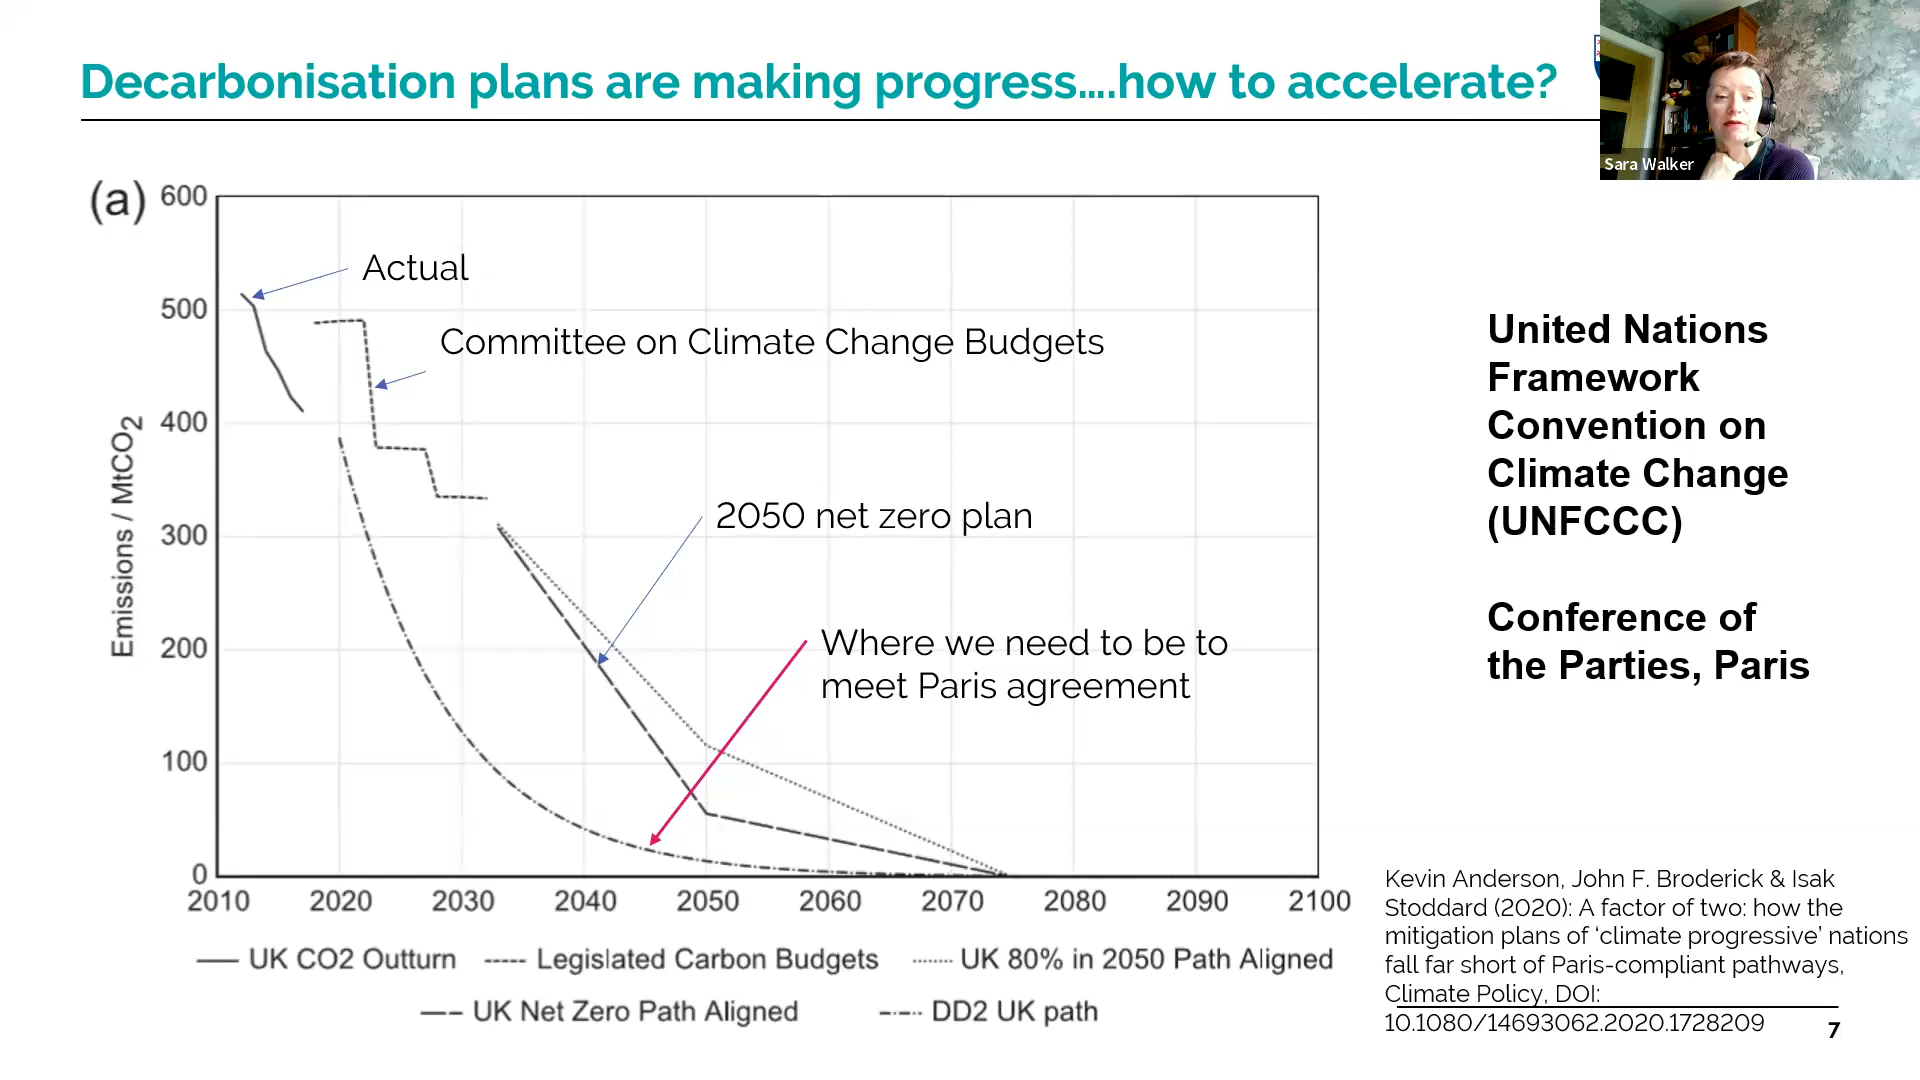 Decarbonisation plans are making progress....how to accelerate?
Sara Walker
(a)
600
500
400
300
200
100
0
Emissions / MtCO2
Actual
Committee on Climate Change Budgets
2050 net zero plan
Where we need to be to
meet Paris agreement
2010 2020 2030 2040 2050 2060 2070 2080 2090 2100
UK CO2 Outturn Legislated Carbon Budgets UK 80% in 2050 Path Aligned
UK Net Zero Path Aligned DD2 UK path
United Nations
Framework
Convention on
Climate Change
(UNFCCC)
Conference of
the Parties, Paris
Kevin Anderson, John F. Broderick & Isak
Stoddard (2020): A factor of two: how the
mitigation plans of ‘climate progressive’ nations
fall far short of Paris-compliant pathways,
Climate Policy, DOI:
10.1080/14693062.2020.1728209
7